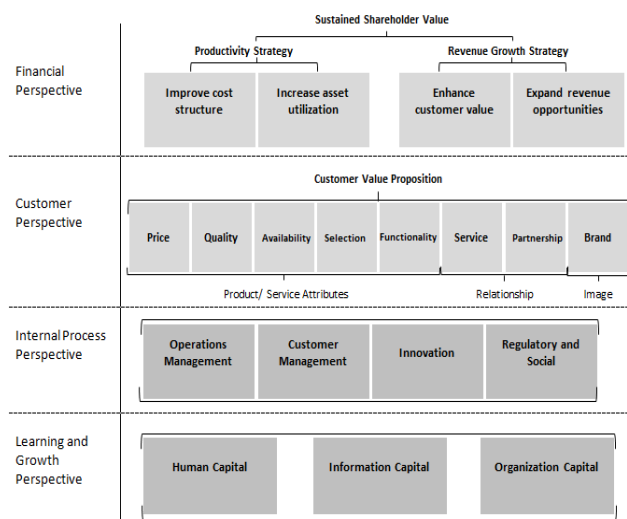 Sustained Shareholder Value
Productivity Strategy
Revenue Growth Strategy
Financial
Perspective
Improve cost
structure
Increase asset
utilization
Enhance
customer value
Expand revenue
opportunities
Customer Value Proposition
Customer
Perspective
Price
Quality
Availability
Selection
Functionality
Service
Partnership
Brand
Product/ Service Attributes
Relationship
Image
Internal Process
Perspective
Operations
Management
Customer
Management
Innovation
Regulatory and
Social
Learning and
Growth
Perspective
Human Capital
Information Capital
Organization Capital